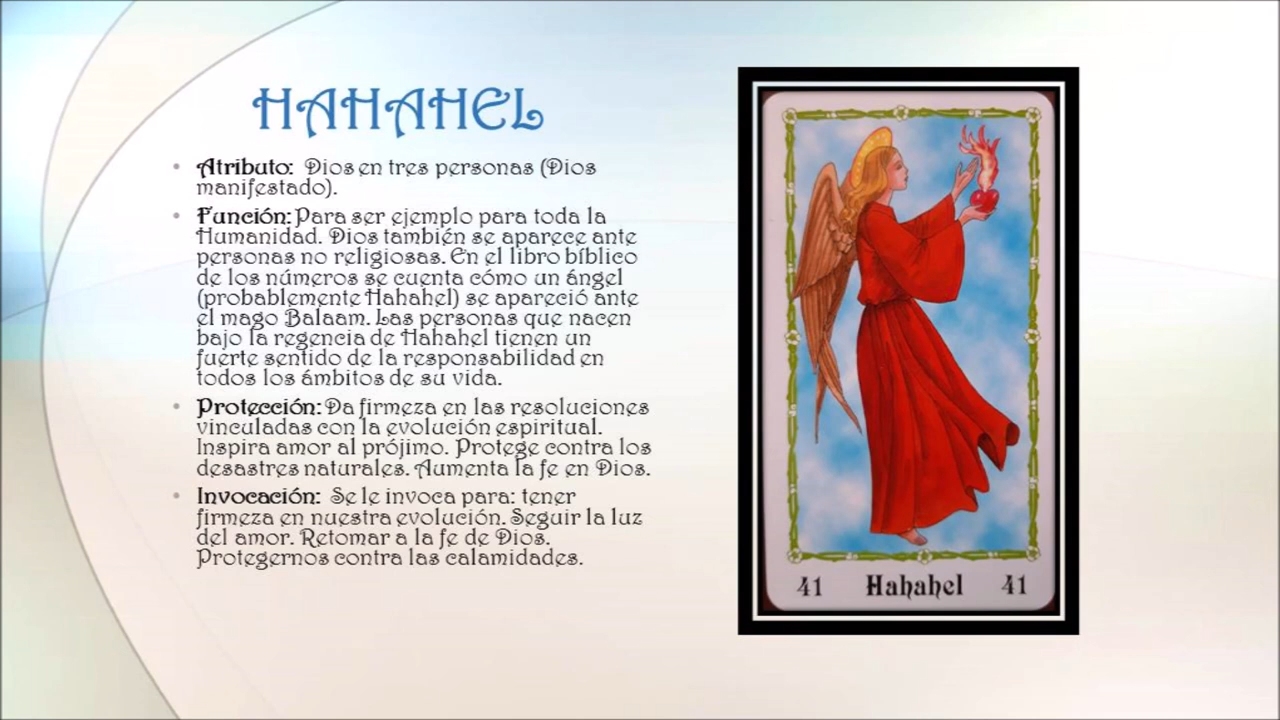 HAHAHEL
• Atributo: Dios en tres personas (Dios
manifestado).
• Función: Para ser ejemplo para toda la
Humanidad. Dios también se aparece ante
personas no religiosas. En el libro bíblico
de los números se cuenta cómo un ángel
(probablemente Hahahel) se apareció ante
el mago Balaam. Las personas que nacen
bajo la regencia de Hahahel tienen un
fuerte sentido de la responsabilidad en
todos los ámbitos de su vida.
• Protección: Da firmeza en las resoluciones
vinculadas con la evolución espiritual.
Inspira amor al prójimo. Protege contra los
desastres naturales. Aumenta la fe en Dios.
• Invocación: Se le invoca para: tener
firmeza en nuestra evolución. Seguir la luz
del amor. Retomar a la fe de Dios.
Protegernos contra las calamidades.
41 Hahahel 41